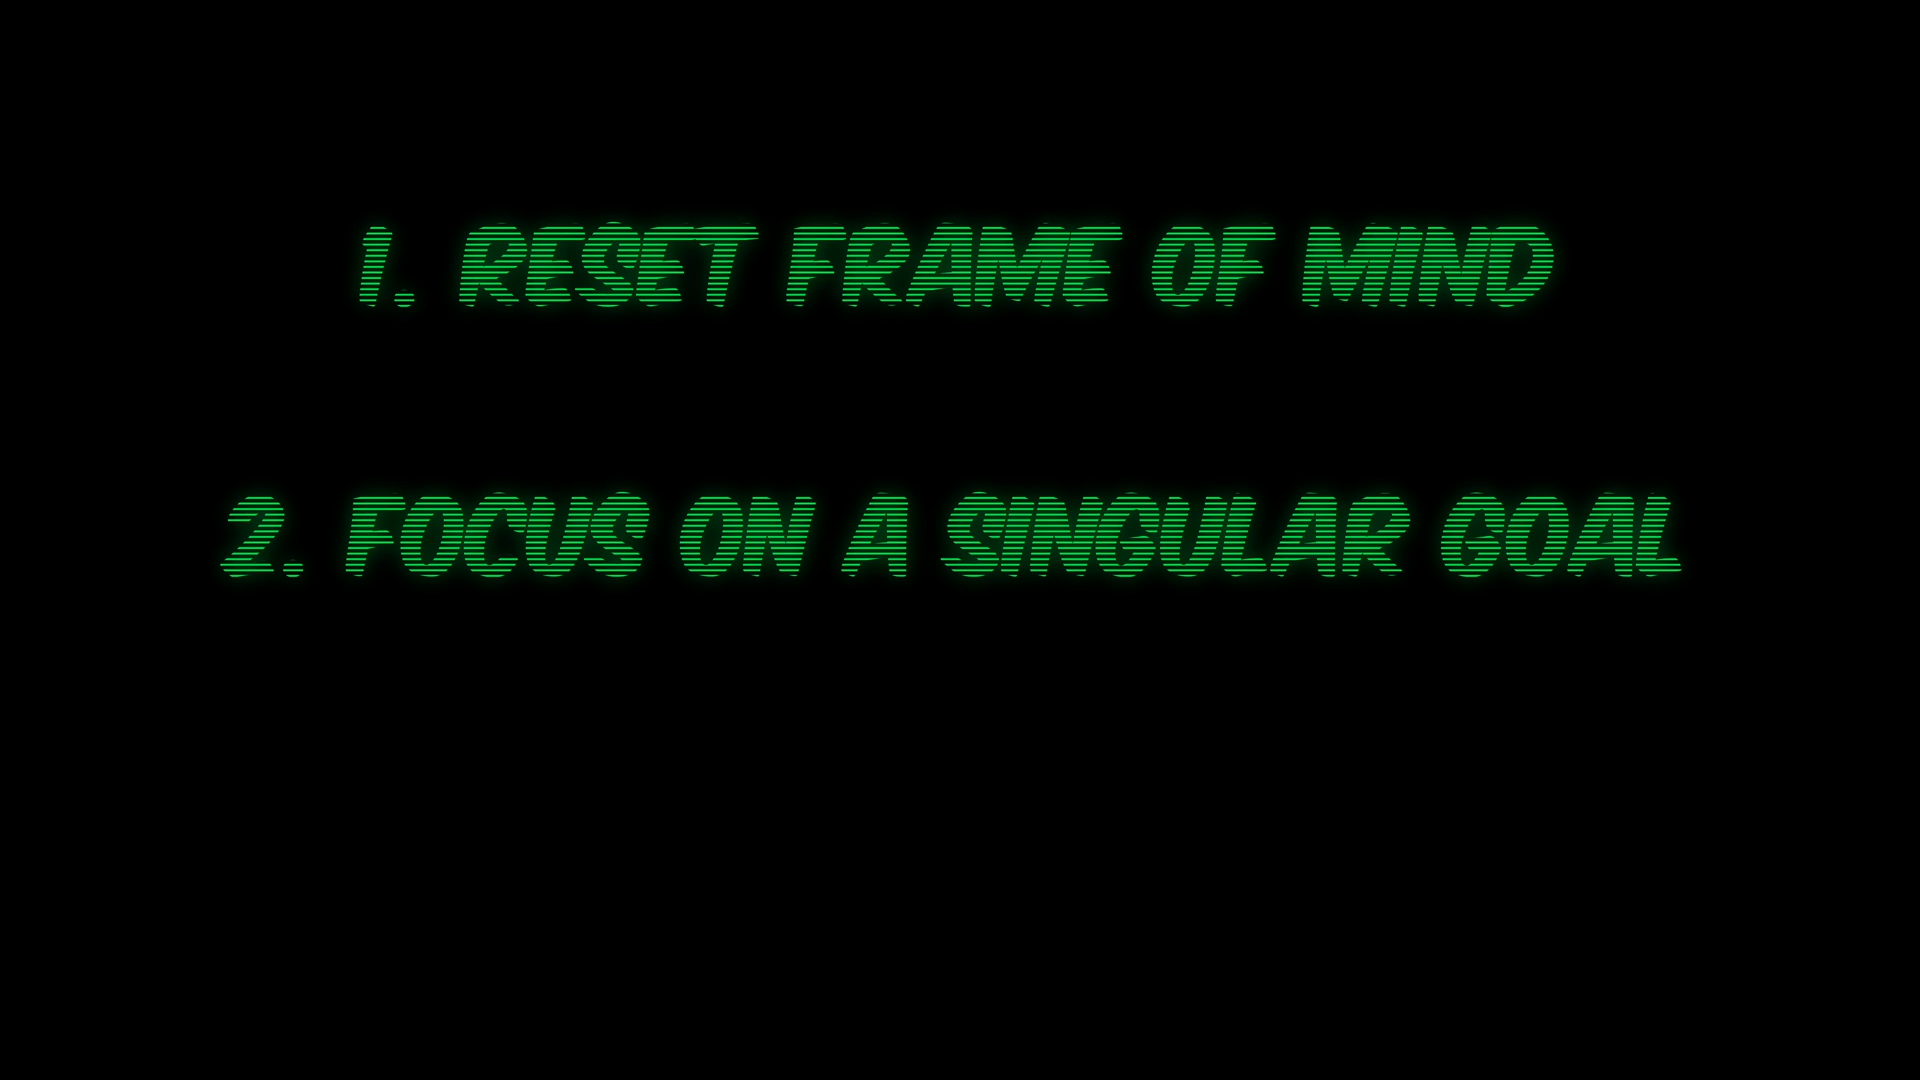 1. RESET FRAME OF MIND
2. FOCUS ON A SINGULAR GOAL